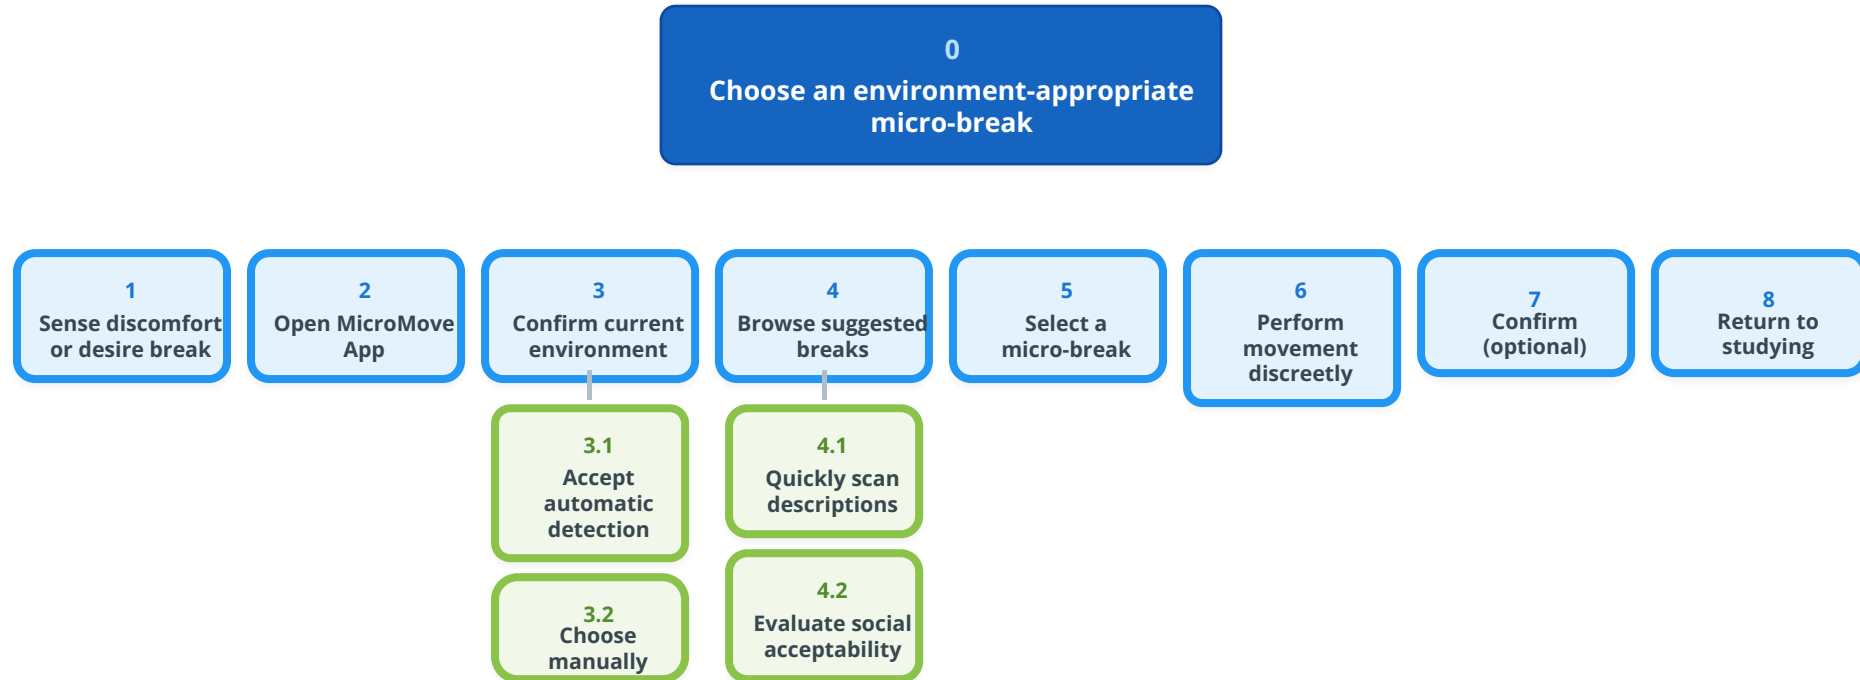 0
Choose an environment-appropriate
micro-break
1
Sense discomfort
or desire break
2
Open MicroMove
App
3
Confirm current
environment
4
Browse suggested
breaks
5
Select a
micro-break
6
Perform
movement
discreetly
7
Confirm
(optional)
8
Return to
studying
3.1
Accept
automatic
detection
3.2
Choose
manually
4.1
Quickly scan
descriptions
4.2
Evaluate social
acceptability